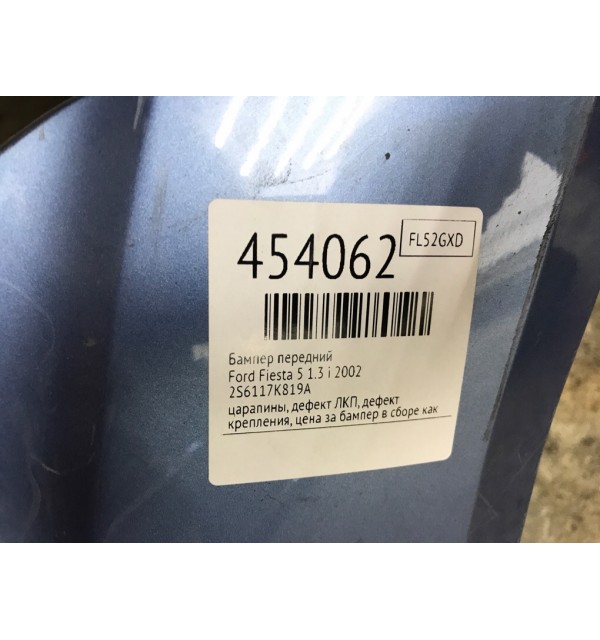 454062
FL52GXD
Бампер передний
Ford Fiesta 5 1.3 i 2002
2S6117K819A
царапины, дефект ЛКП, дефект
крепления, цена за бампер в сборе как